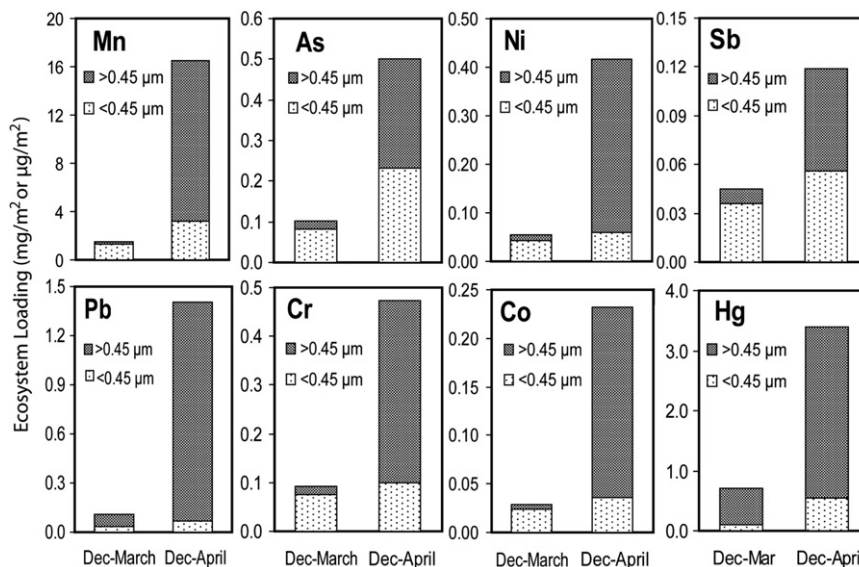 Ecosystem Loading (mg/m² or µg/m²)
Mn
>0.45 µm
<0.45 µm
20
16
12
8
4
0
As
>0.45 µm
<0.45 µm
0.6
0.5
0.4
0.3
0.2
0.1
0.0
Ni
>0.45 µm
<0.45 µm
0.50
0.40
0.30
0.20
0.10
0.00
Sb
>0.45 µm
<0.45 µm
0.15
0.12
0.09
0.06
0.03
0.00
Pb
>0.45 µm
<0.45 µm
1.5
1.2
0.9
0.6
0.3
0.0
Dec-March Dec-April
Cr
>0.45 µm
<0.45 µm
0.5
0.4
0.3
0.2
0.1
0.0
Dec-March Dec-April
Co
>0.45 µm
<0.45 µm
0.25
0.20
0.15
0.10
0.05
0.00
Dec-March Dec-April
Hg
>0.45 µm
<0.45 µm
4.0
3.0
2.0
1.0
0.0
Dec-Mar Dec-April